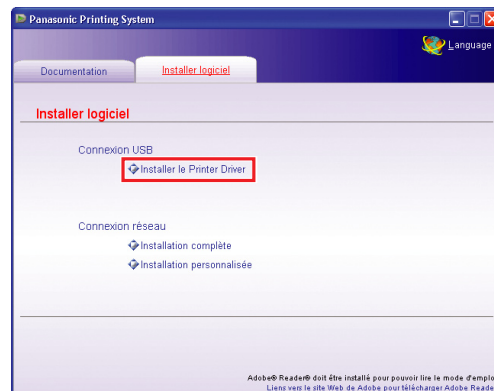 Panasonic Printing System
Language
Documentation
Installer logiciel
Installer logiciel
Connexion USB
Installer le Printer Driver
Connexion réseau
Installation complète
Installation personnalisée
Adobe® Reader® doit être installé pour pouvoir lire le mode d'emplo
Liens vers le site Web de Adobe pour télécharger Adobe Reade